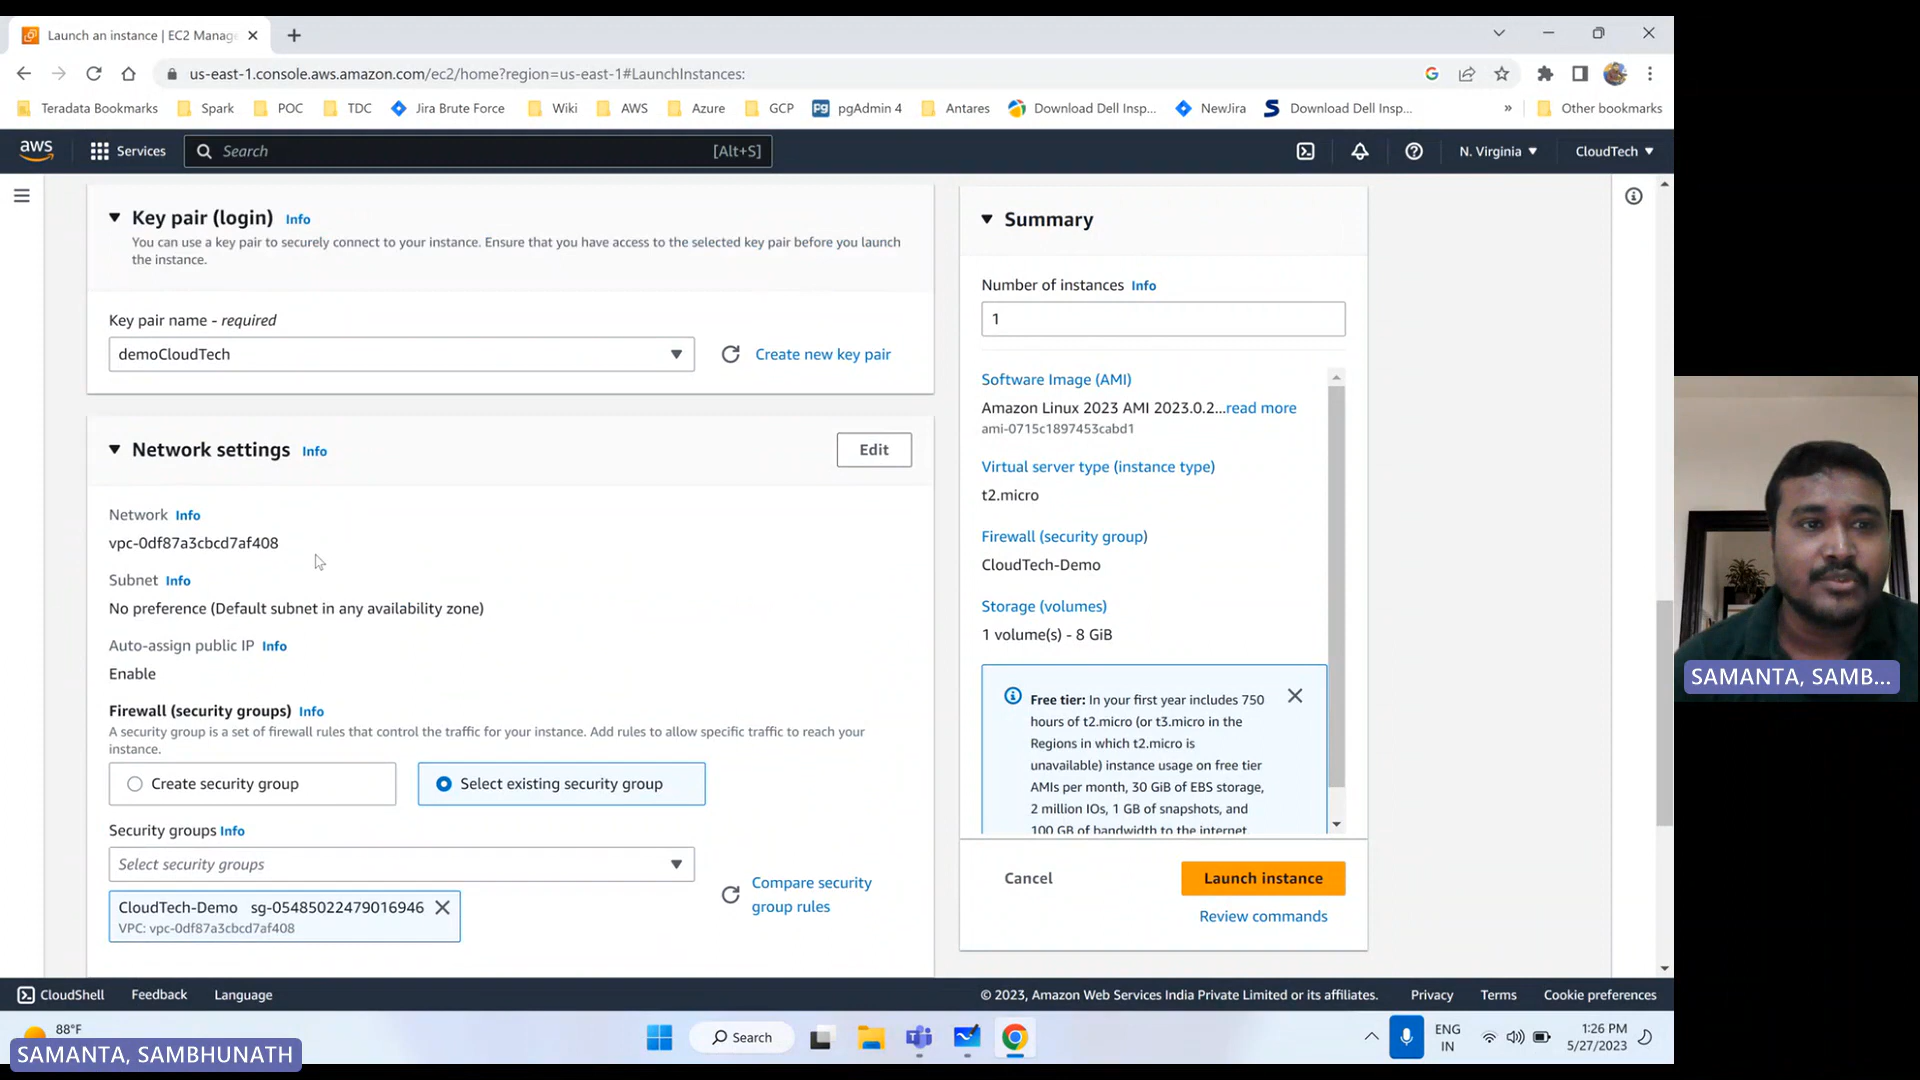 Launch an instance | EC2 Manag
us-east-1.console.aws.amazon.com/ec2/home?region=us-east-1#LaunchInstances:
Teradata Bookmarks Spark POC TDC Jira Brute Force Wiki AWS Azure GCP pgAdmin 4 Antares Download Dell Insp... NewJira Download Dell Insp... » Other bookmarks
aws Services Search [Alt+S] N. Virginia CloudTech
Key pair (login) Info
You can use a key pair to securely connect to your instance. Ensure that you have access to the selected key pair before you launch
the instance.
Key pair name - required
demoCloudTech
Create new key pair
Network settings Info
Edit
Network Info
vpc-0df87a3cbcd7af408
Subnet Info
No preference (Default subnet in any availability zone)
Auto-assign public IP Info
Enable
Firewall (security groups) Info
A security group is a set of firewall rules that control the traffic for your instance. Add rules to allow specific traffic to reach your
instance.
Create security group
Select existing security group
Security groups Info
Select security groups
CloudTech-Demo sg-05485022479016946
VPC: vpc-0df87a3cbcd7af408
Compare security
group rules
Summary
Number of instances Info
1
Software Image (AMI)
Amazon Linux 2023 AMI 2023.0.2...read more
ami-0715c1897453cabd1
Virtual server type (instance type)
t2.micro
Firewall (security group)
CloudTech-Demo
Storage (volumes)
1 volume(s) - 8 GiB
Free tier: In your first year includes 750
hours of t2.micro (or t3.micro in the
Regions in which t2.micro is
unavailable) instance usage on free tier
AMIs per month, 30 GiB of EBS storage,
2 million IOs, 1 GB of snapshots, and
100 GB of bandwidth to the internet.
Cancel
Launch instance
Review commands
SAMANTA, SAMB...
CloudShell Feedback Language © 2023, Amazon Web Services India Private Limited or its affiliates. Privacy Terms Cookie preferences
88°F
Search
ENG
IN
1:26 PM
5/27/2023
SAMANTA, SAMBHUNATH